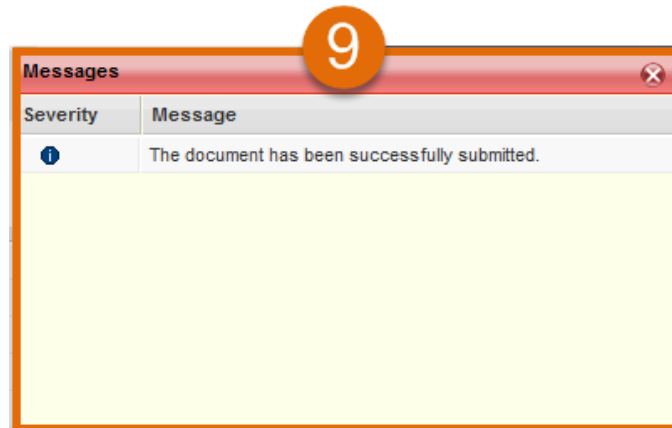 9
Messages
Severity Message
The document has been successfully submitted.